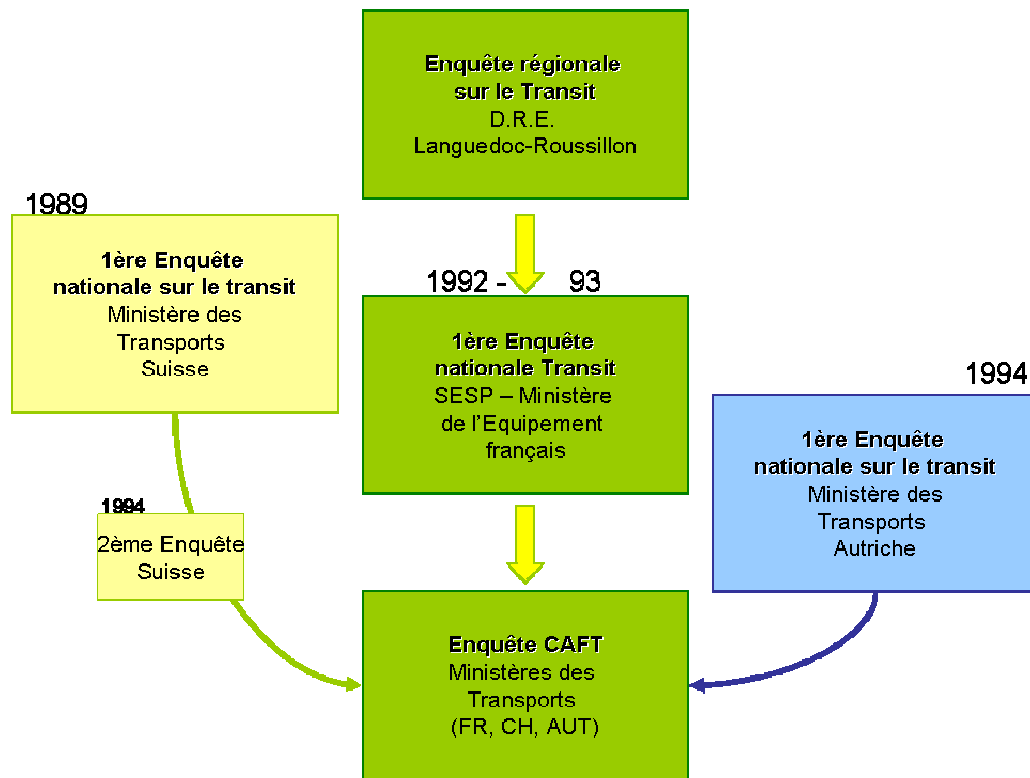 Enquête régionale
sur le Transit
D.R.E.
Languedoc-Roussillon
1989
1ère Enquête
nationale sur le transit
Ministère des
Transports
Suisse
1992 - 93
1ère Enquête
nationale Transit
SESP – Ministère
de l'Equipement
français
1994
1ère Enquête
nationale sur le transit
Ministère des
Transports
Autriche
1994
2ème Enquête
Suisse
Enquête CAFT
Ministères des
Transports
(FR, CH, AUT)